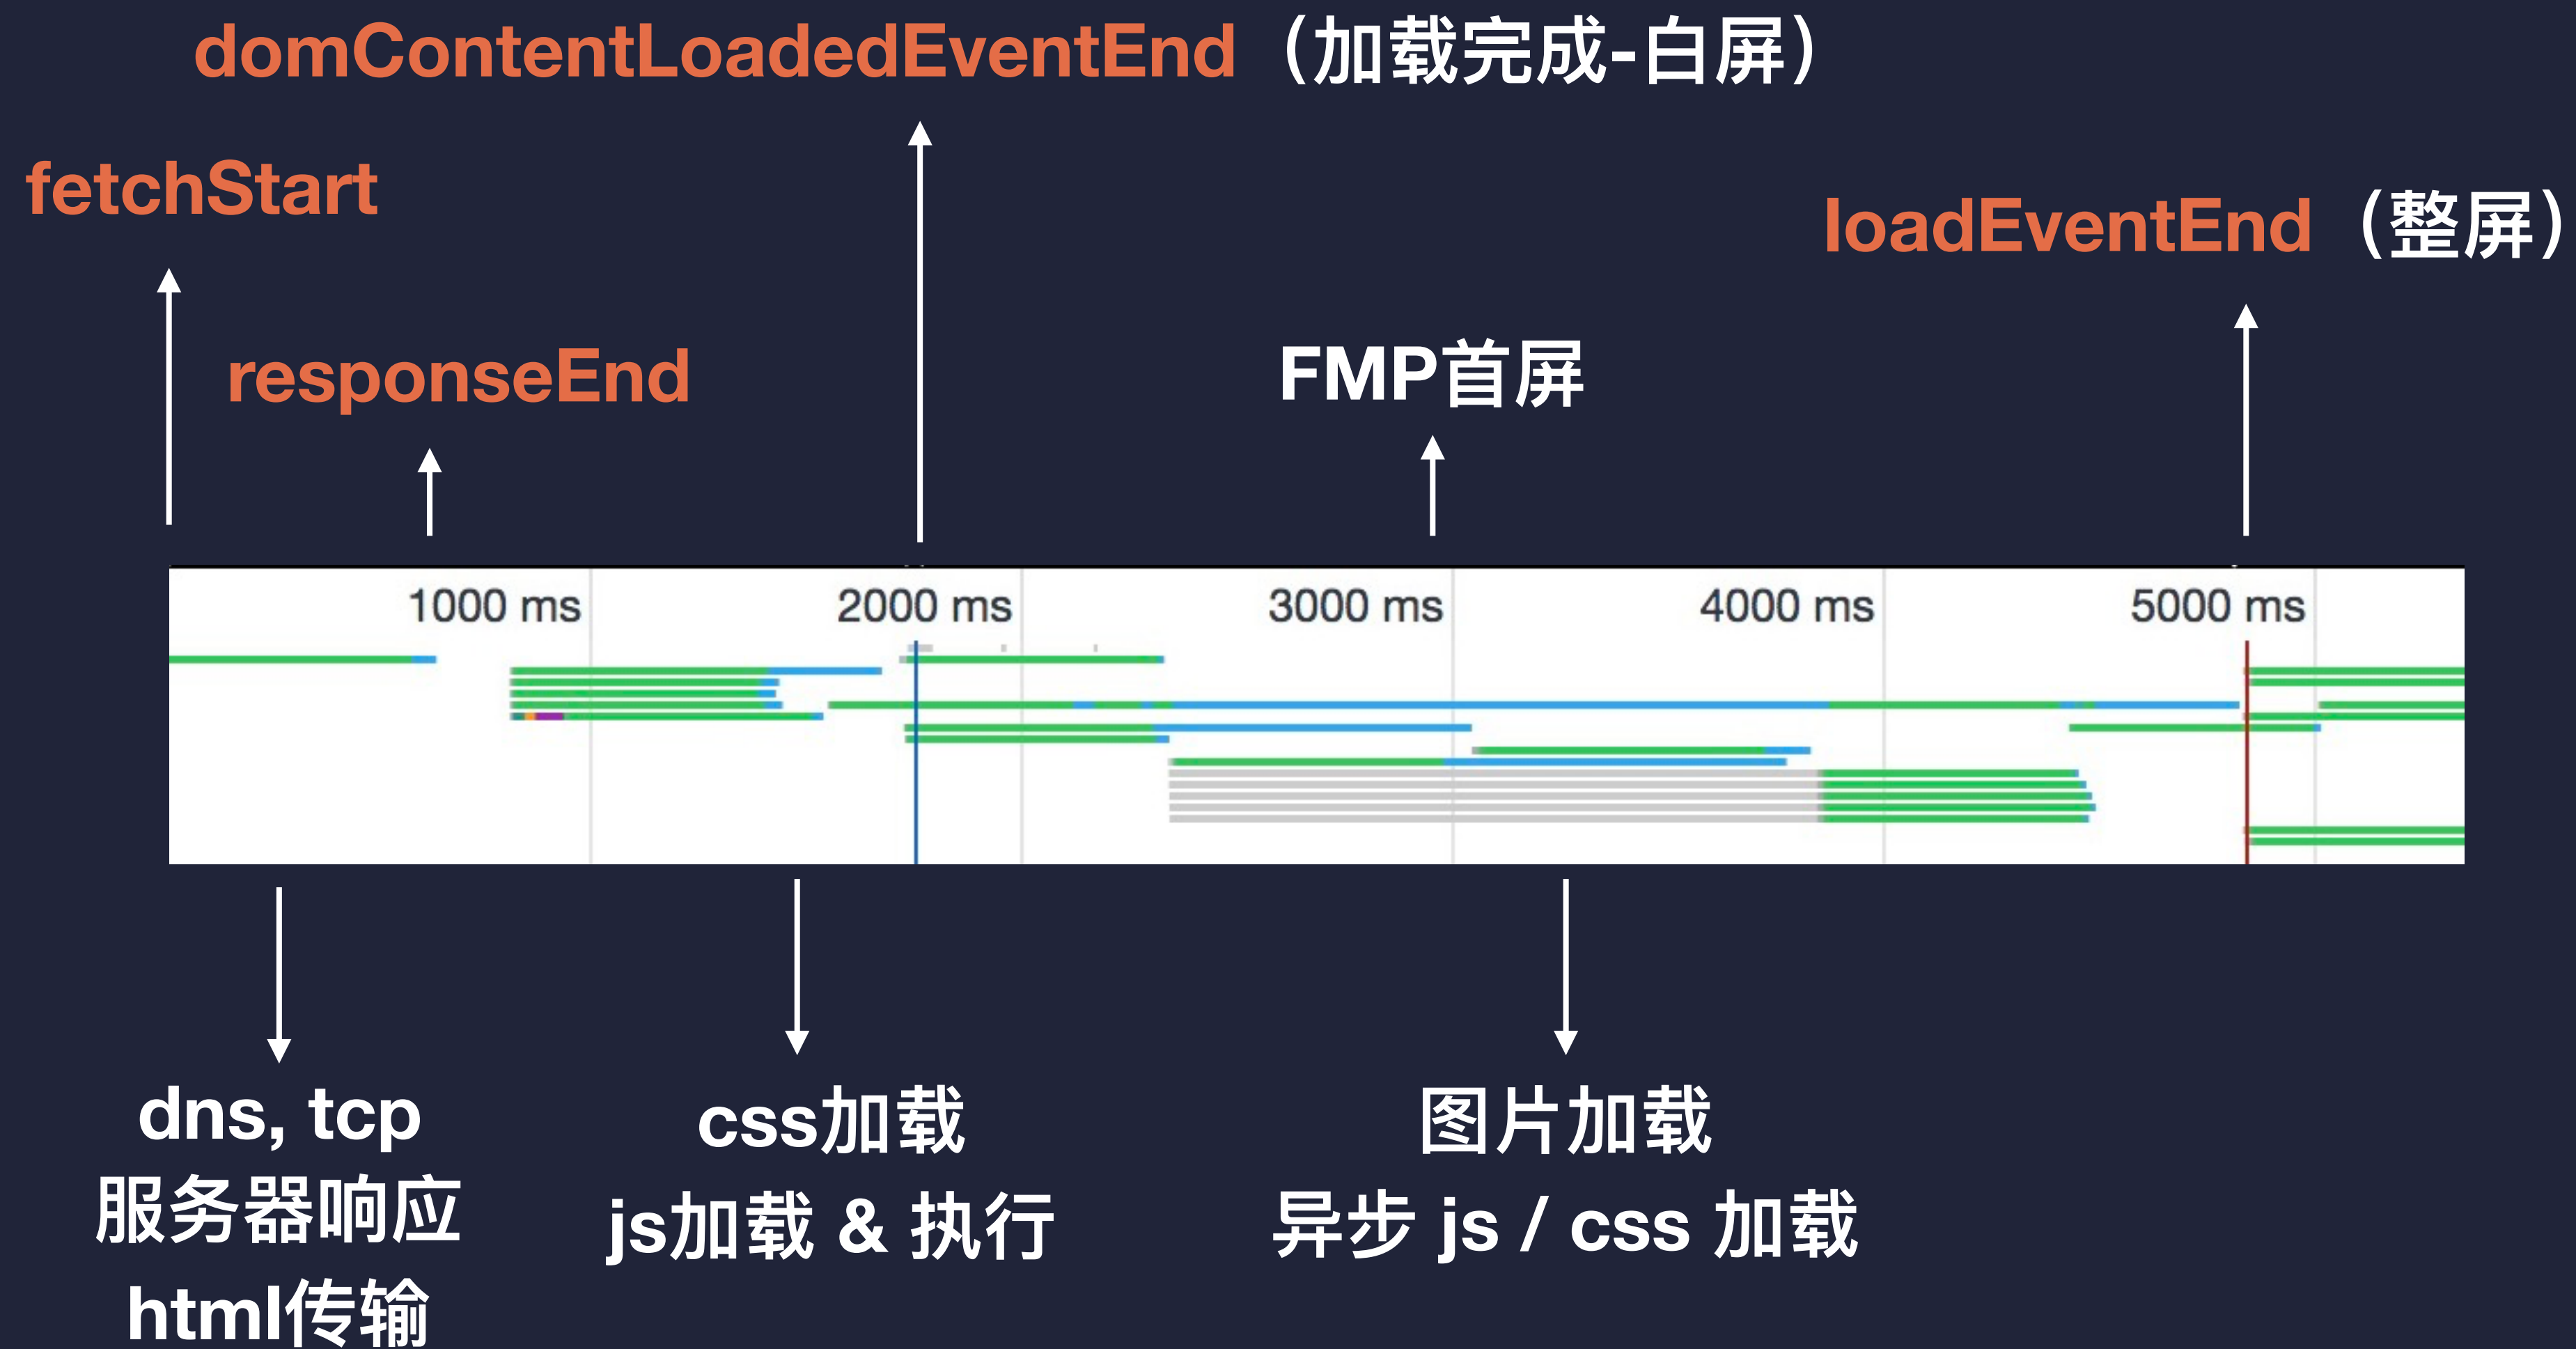 domContentLoadedEventEnd（加载完成-白屏）
fetchStart
loadEventEnd（整屏）
responseEnd
FMP首屏
1000 ms
2000 ms
3000 ms
4000 ms
5000 ms
dns, tcp
服务器响应
html传输
css加载
js加载 & 执行
图片加载
异步 js / css 加载